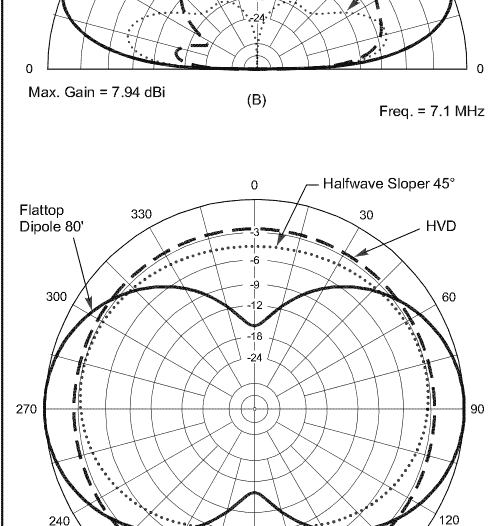 -24
0
0
Max. Gain = 7.94 dBi
(B)
Freq. = 7.1 MHz
0
Halfwave Sloper 45°
Flattop
Dipole 80'
330
30
HVD
-3
-6
300
60
-9
-12
-18
-24
270
90
240
120